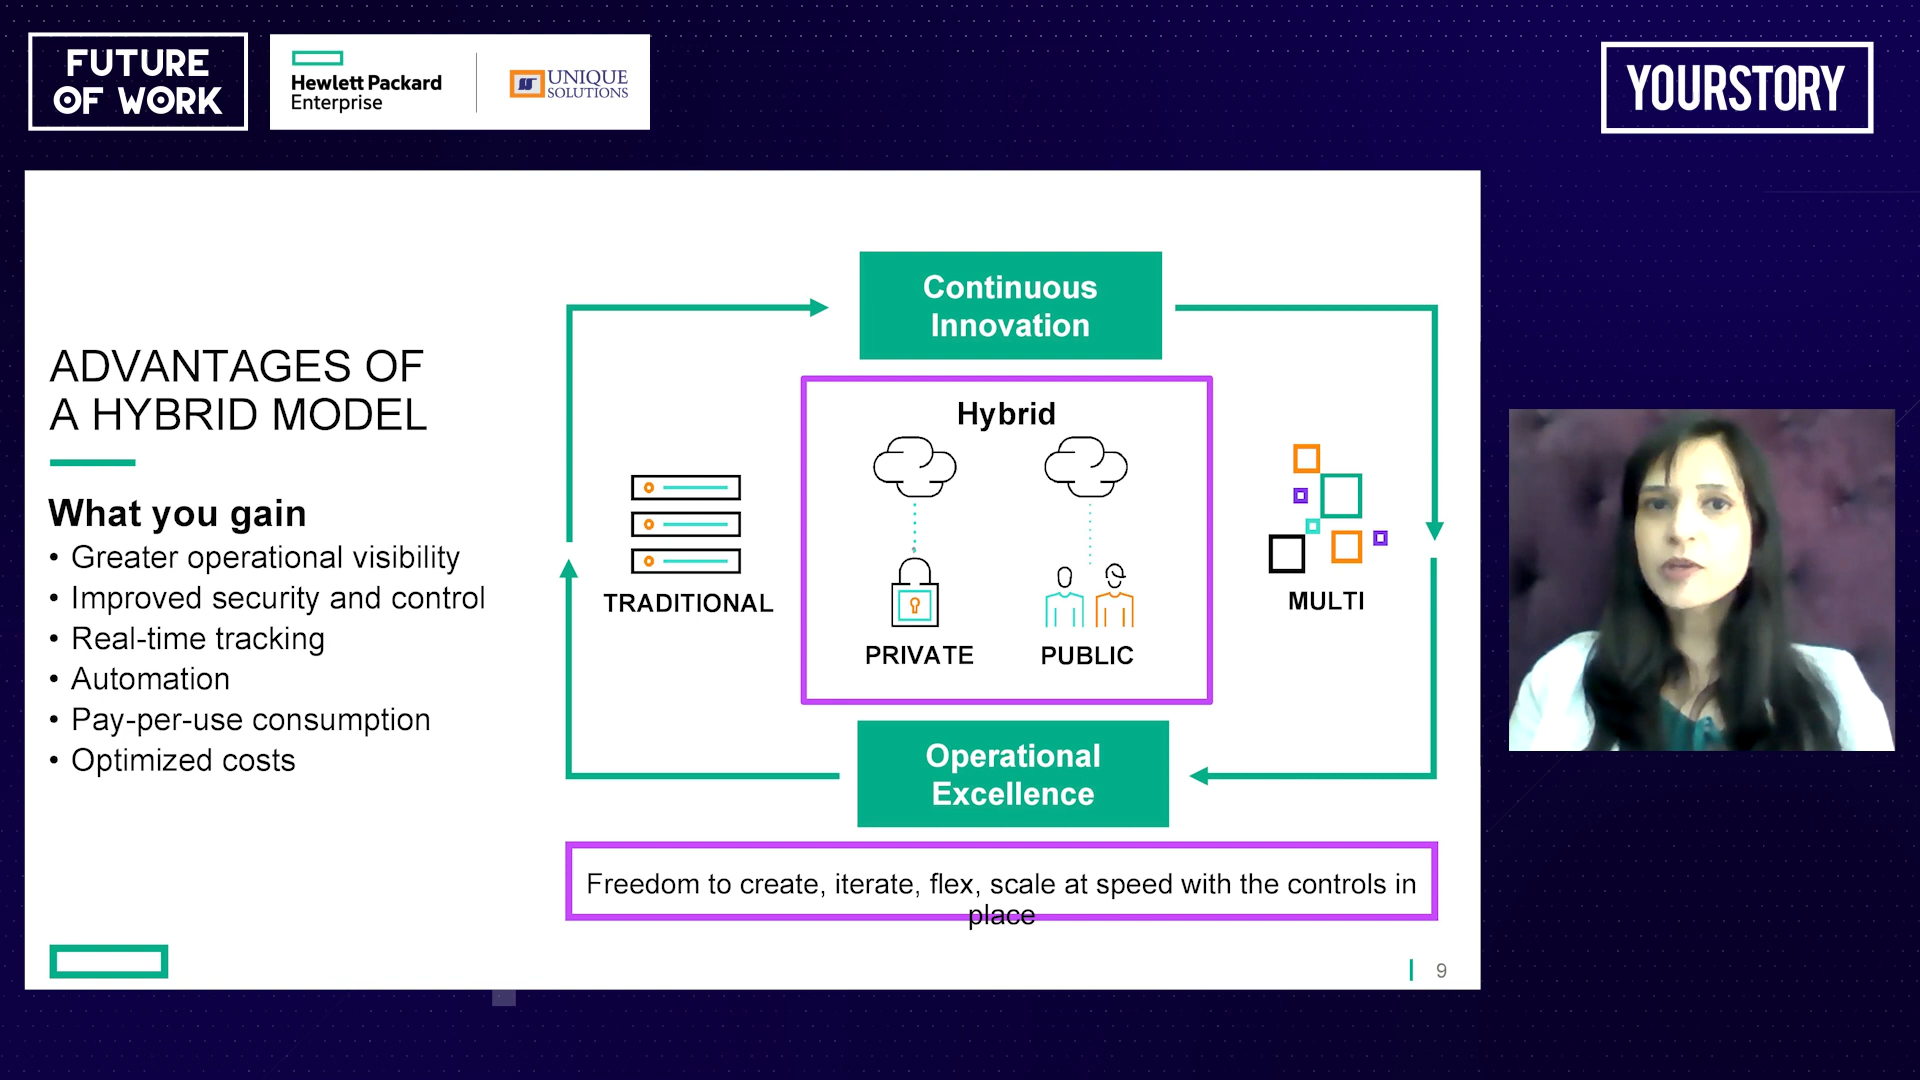 FUTURE
OF WORK
Hewlett Packard
Enterprise
UNIQUE
SOLUTIONS
YOURSTORY
ADVANTAGES OF
A HYBRID MODEL
What you gain
• Greater operational visibility
• Improved security and control
• Real-time tracking
• Automation
• Pay-per-use consumption
• Optimized costs
Continuous
Innovation
Hybrid
TRADITIONAL
PRIVATE
PUBLIC
MULTI
Operational
Excellence
Freedom to create, iterate, flex, scale at speed with the controls in
place
9